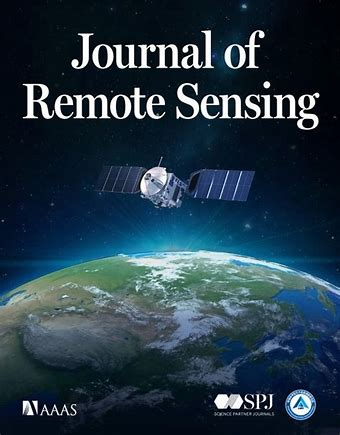 Journal of
Remote Sensing
AAAS
SPJ
SCIENCE PARTNER JOURNALS